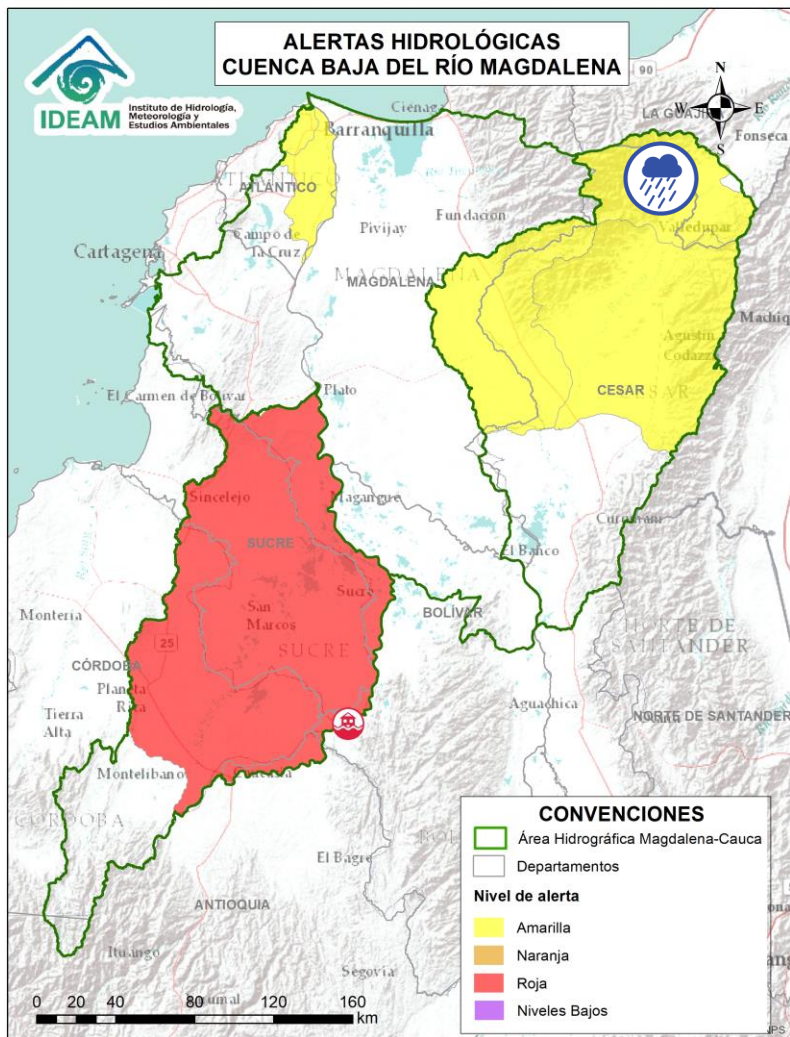 ALERTAS HIDROLÓGICAS
CUENCA BAJA DEL RÍO MAGDALENA
IDEAM
Instituto de Hidrología,
Meteorología y
Estudios Ambientales
N
W
E
S
90
LA GUAJIRA
Fonseca
Ciénaga
Barranquilla
ATLÁNTICO
Valledupar
Fundación
Pivijay
Campo de
la Cruz
Cartagena
MAGDALENA
MAGDALENA
Agustín
Codazzi
CESAR
Plato
El Carmen de Bolívar
Sincelejo
Magangue
Curumaní
SUCRE
El Banco
Sucre
BOLÍVAR
Montería
San
Marcos
SUCRE
NORTE DE
SANTANDER
25
CÓRDOBA
Planeta
Rica
Aguachica
Tierra
Alta
NORTE DE SANTANDER
Montelibano
CÓRDOBA
El Bagre
ANTIOQUIA
Ituango
Segovia
CONVENCIONES
Área Hidrográfica Magdalena-Cauca
Departamentos
Nivel de alerta
Amarilla
Naranja
Roja
Niveles Bajos
0 20 40 80 120 160
km